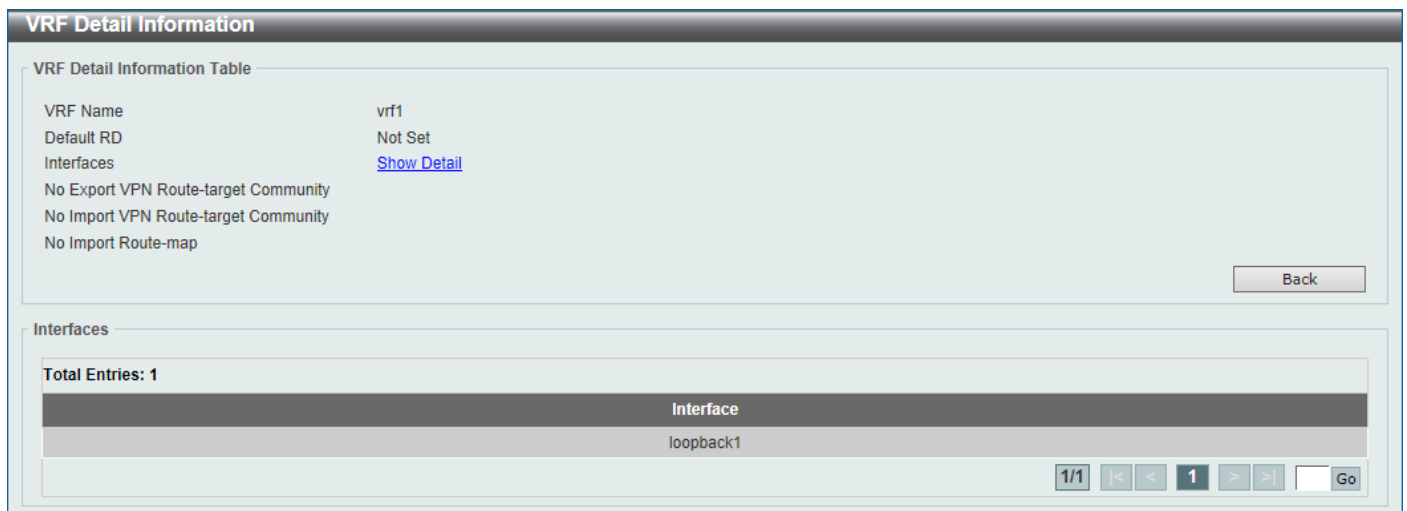 VRF Detail Information
VRF Detail Information Table
VRF Name vrf1
Default RD Not Set
Interfaces Show Detail
No Export VPN Route-target Community
No Import VPN Route-target Community
No Import Route-map
Back
Interfaces
Total Entries: 1
Interface
loopback1
1/1 |< < 1 > >| Go